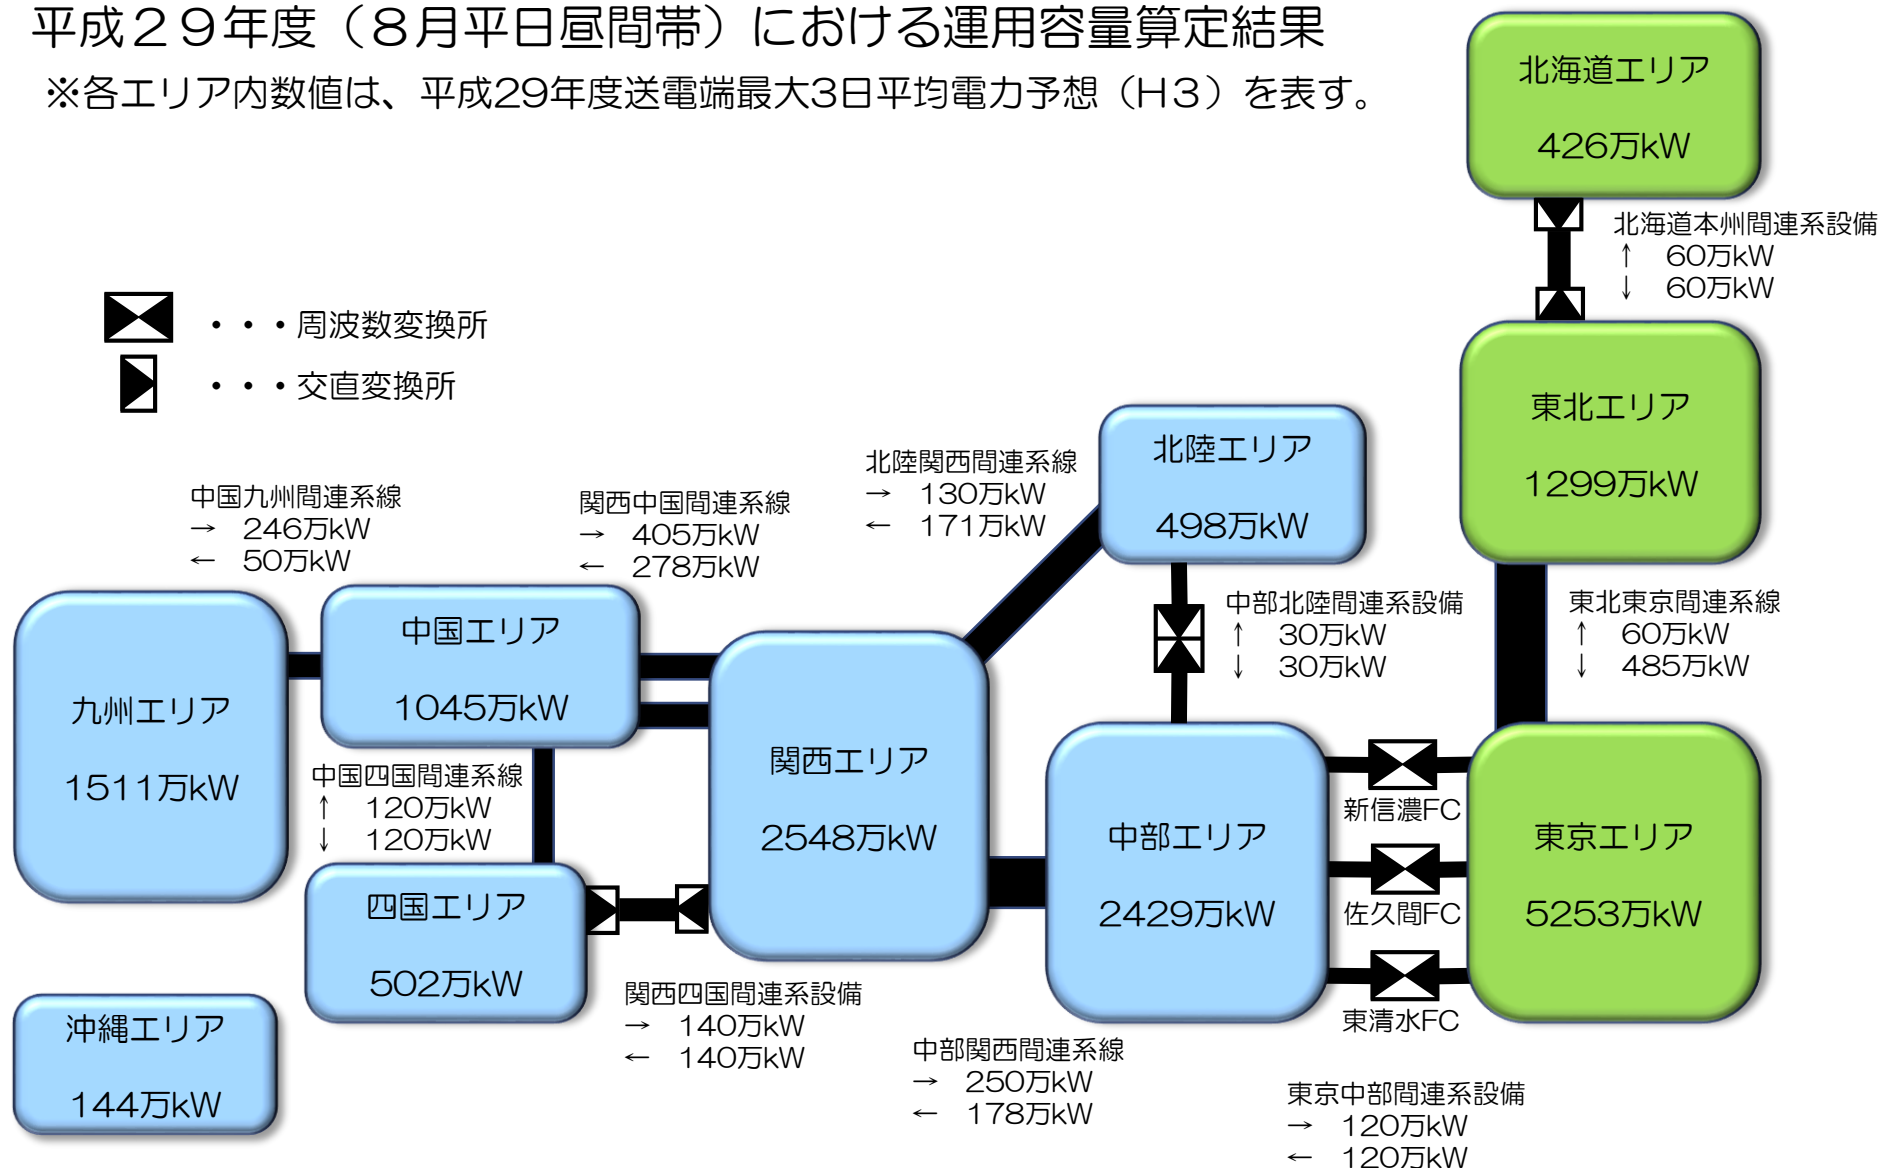 平成２９年度（８月平日昼間帯）における運用容量算定結果
※各エリア内数値は、平成29年度送電端最大3日平均電力予想（H３）を表す。
北海道エリア
426万kW
北海道本州間連系設備
↑ 60万kW
↓ 60万kW
・・・周波数変換所
・・・交直変換所
東北エリア
1299万kW
北陸エリア
498万kW
北陸関西間連系線
→ 130万kW
← 171万kW
中国九州間連系線
→ 246万kW
← 50万kW
関西中国間連系線
→ 405万kW
← 278万kW
中部北陸間連系設備
↑ 30万kW
↓ 30万kW
東北東京間連系線
↑ 60万kW
↓ 485万kW
九州エリア
1511万kW
中国エリア
1045万kW
中国四国間連系線
↑ 120万kW
↓ 120万kW
関西エリア
2548万kW
新信濃FC
佐久間FC
東清水FC
中部エリア
2429万kW
東京エリア
5253万kW
四国エリア
502万kW
関西四国間連系設備
→ 140万kW
← 140万kW
沖縄エリア
144万kW
中部関西間連系線
→ 250万kW
← 178万kW
東京中部間連系設備
→ 120万kW
← 120万kW